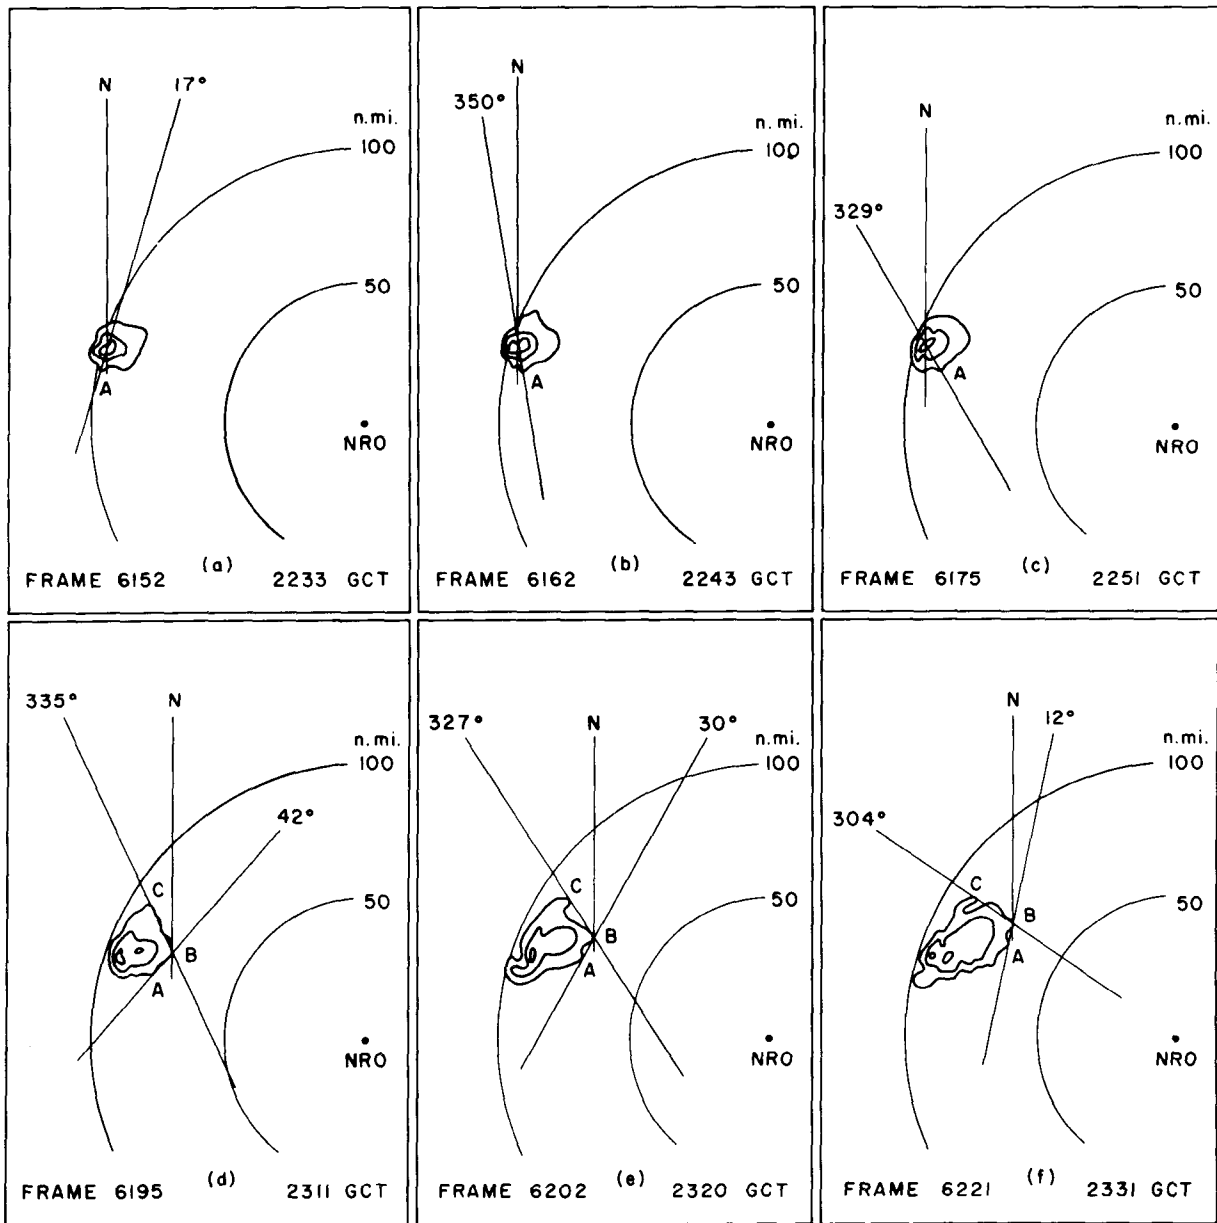 N
17°
n.mi.
100
50
A
NRO
FRAME 6152 (a) 2233 GCT
N
350°
n.mi.
100
50
A
NRO
FRAME 6162 (b) 2243 GCT
N
329°
n.mi.
100
50
A
NRO
FRAME 6175 (c) 2251 GCT
335°
N
n.mi.
100
42°
50
C
B
A
NRO
FRAME 6195 (d) 2311 GCT
327°
N
30°
n.mi.
100
50
C
B
A
NRO
FRAME 6202 (e) 2320 GCT
N
12°
n.mi.
100
304°
50
C
B
A
NRO
FRAME 6221 (f) 2331 GCT